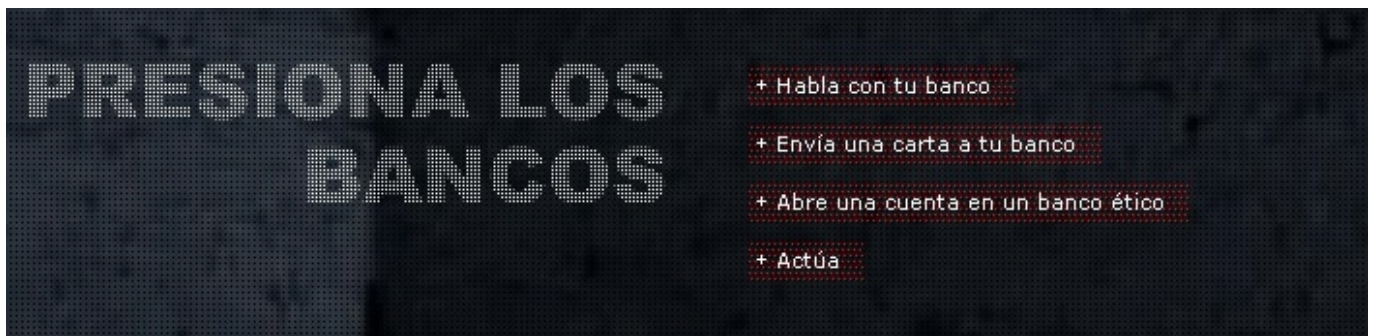 PRESIONA LOS
BANCOS
+ Habla con tu banco
+ Envía una carta a tu banco
+ Abre una cuenta en un banco ético
+ Actúa